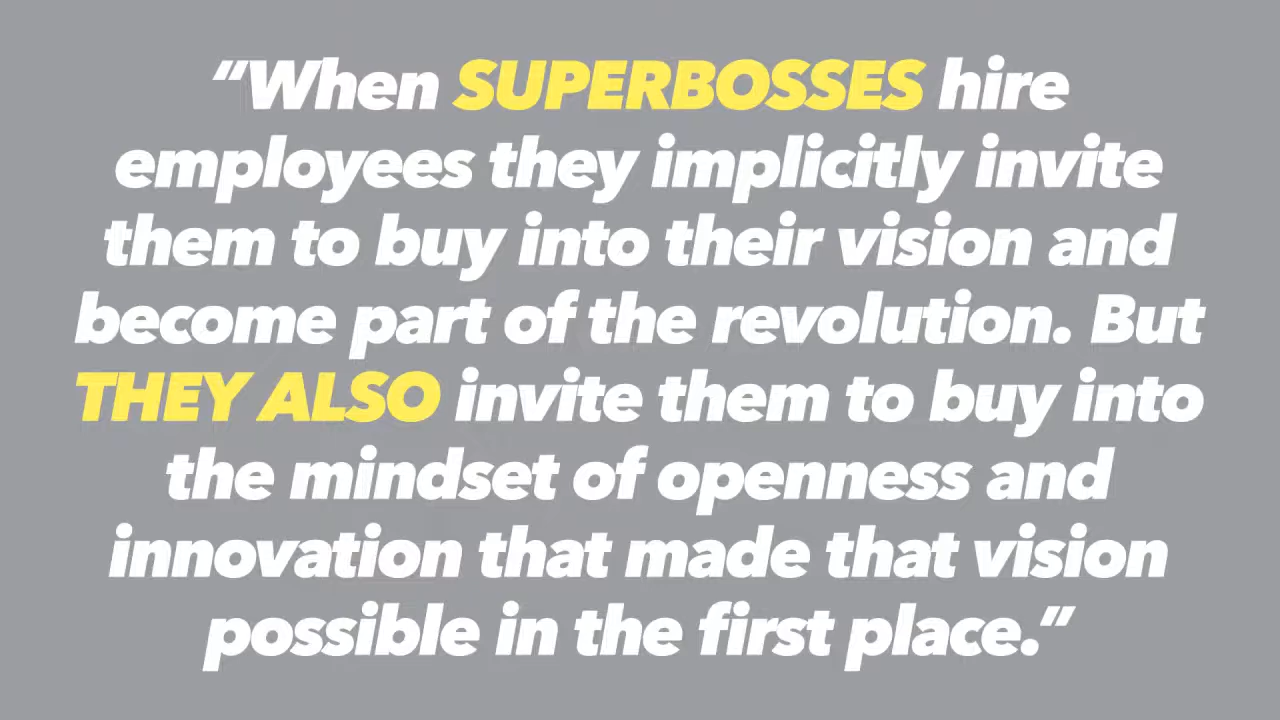 “When SUPERBOSSES hire
employees they implicitly invite
them to buy into their vision and
become part of the revolution. But
THEY ALSO invite them to buy into
the mindset of openness and
innovation that made that vision
possible in the first place.”